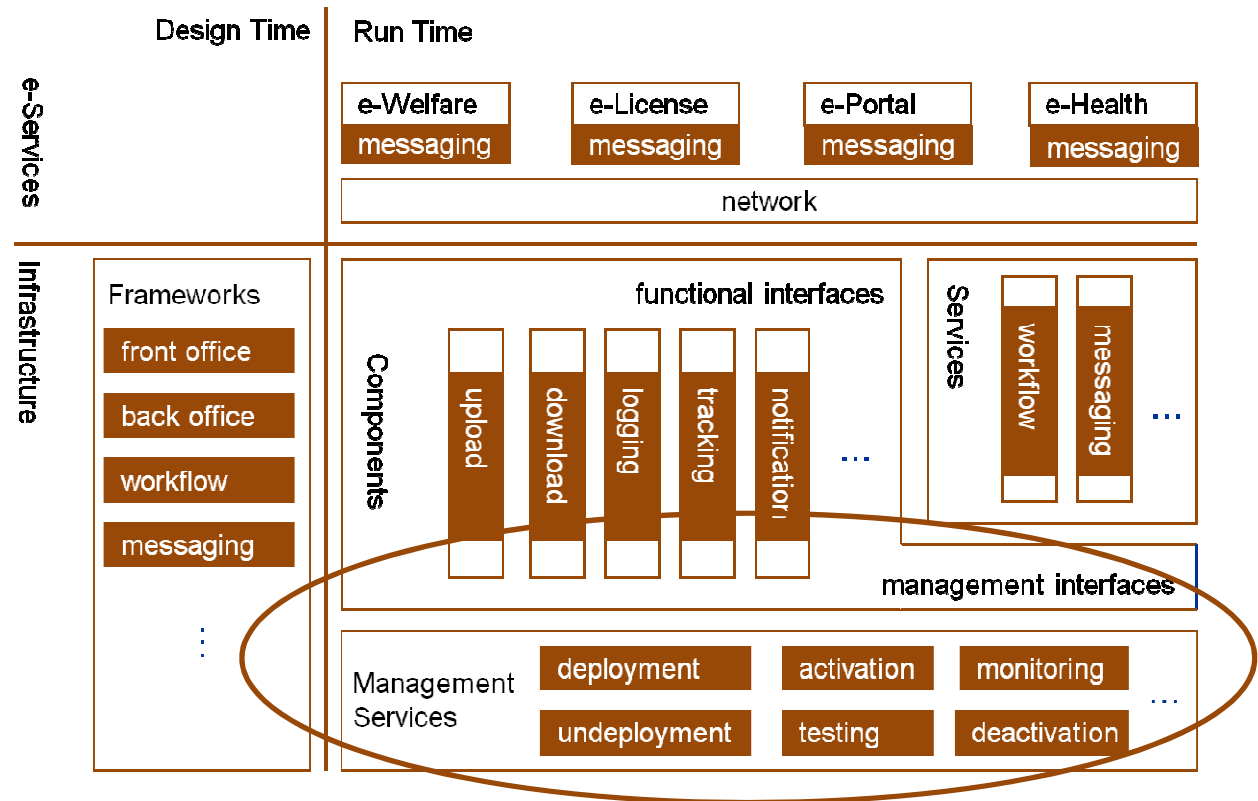 Design Time
Run Time
e-Services
e-Welfare
messaging
e-License
messaging
e-Portal
messaging
e-Health
messaging
network
Infrastructure
Frameworks
front office
back office
workflow
messaging
...
functional interfaces
Components
upload
download
logging
tracking
notification
...
Services
workflow
messaging
...
management interfaces
Management
Services
deployment
activation
monitoring
undeployment
testing
deactivation
...